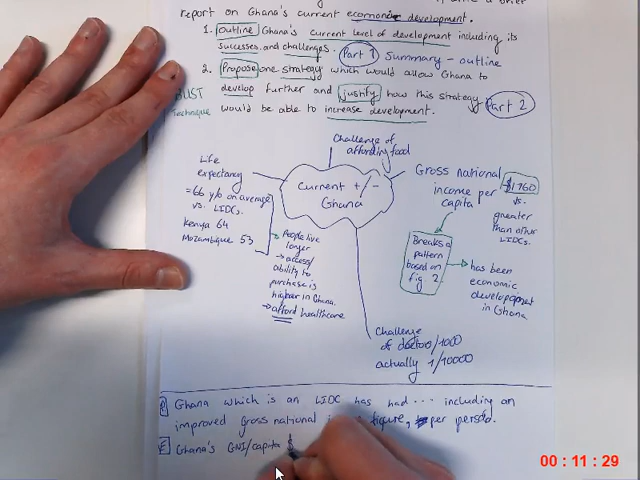 report on Ghana's current economic development.
1. Outline Ghana's current level of development including its
successes and challenges. Part 1 Summary - outline
2. Propose one strategy which would allow Ghana to
develop further and justify how this strategy
would be able to increase development. Part 2
BUST
Technique
Challenge of
affording food
Life
expectancy
= 66 y/o on average
vs. LIDCs.
Kenya 64
Mozambique 53
Current +/-
Ghana
People live
longer
→ access/
ability to
purchase is
higher in Ghana.
→ afford healthcare
Gross national
income per
capita
$1760
vs.
greater
than other
LIDCs.
Breaks a
pattern
based on
fig. 2.
has been
economic
development
in Ghana
Challenge
of doctors/1000
actually 1/10000
Ghana which is an LIDC has had ... including an
improved Gross national figure, per person.
E Ghana's GNI/capita
00 : 11 : 29